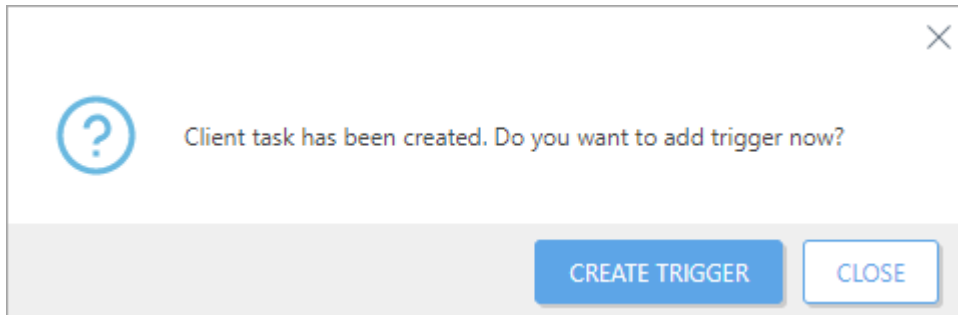 Client task has been created. Do you want to add trigger now?
CREATE TRIGGER
CLOSE